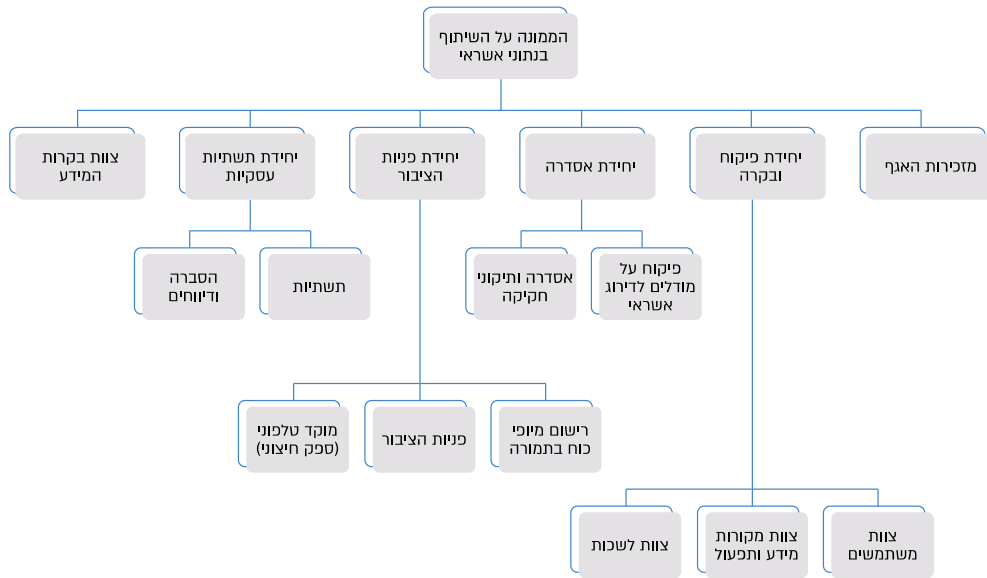 הממונה על השיתוף
בנתוני אשראי
מזכירות האגף
יחידת פיקוח
ובקרה
יחידת אסדרה
יחידת פניות
הציבור
יחידת תשתיות
עסקיות
צוות בקרות
המידע
פיקוח על
מודלים לדירוג
אשראי
אסדרה ותיקוני
חקיקה
תשתיות
הסברה
ודיווחים
רישום מיופי
כוח בתמורה
פניות הציבור
מוקד טלפוני
(ספק חיצוני)
צוות
משתמשים
צוות מקורות
מידע ותפעול
צוות לשכות